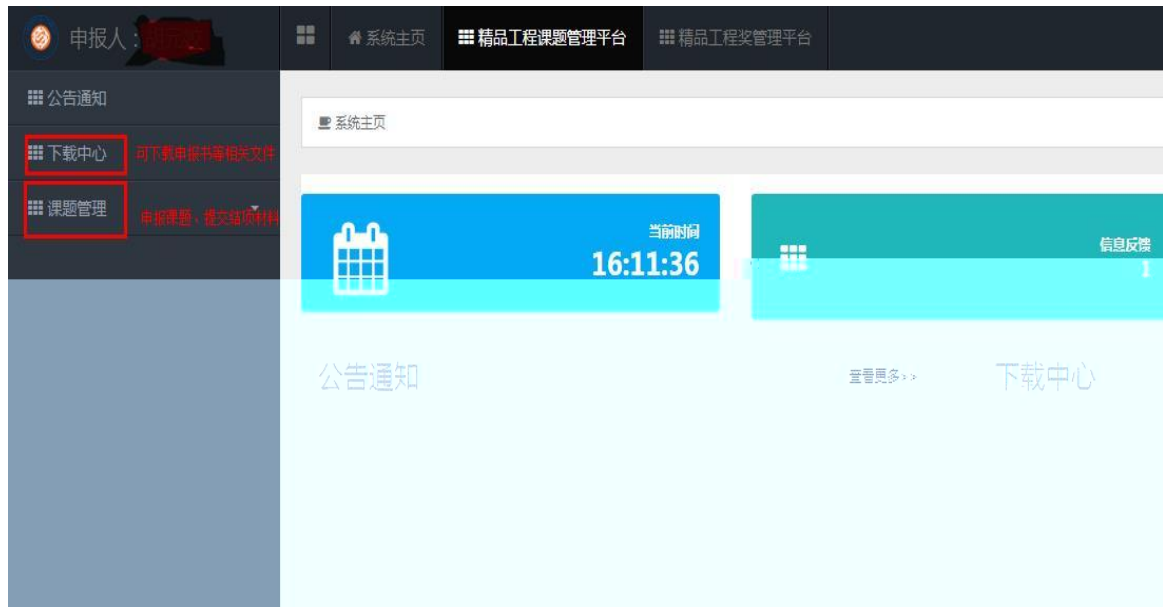 申报人：
系统主页
精品工程课题管理平台
精品工程奖管理平台
公告通知
下载中心
可下载申报书等相关文件
课题管理
申报课题、提交结项材料
系统主页
当前时间
16:11:36
信息反馈
1
公告通知
查看更多>>
下载中心